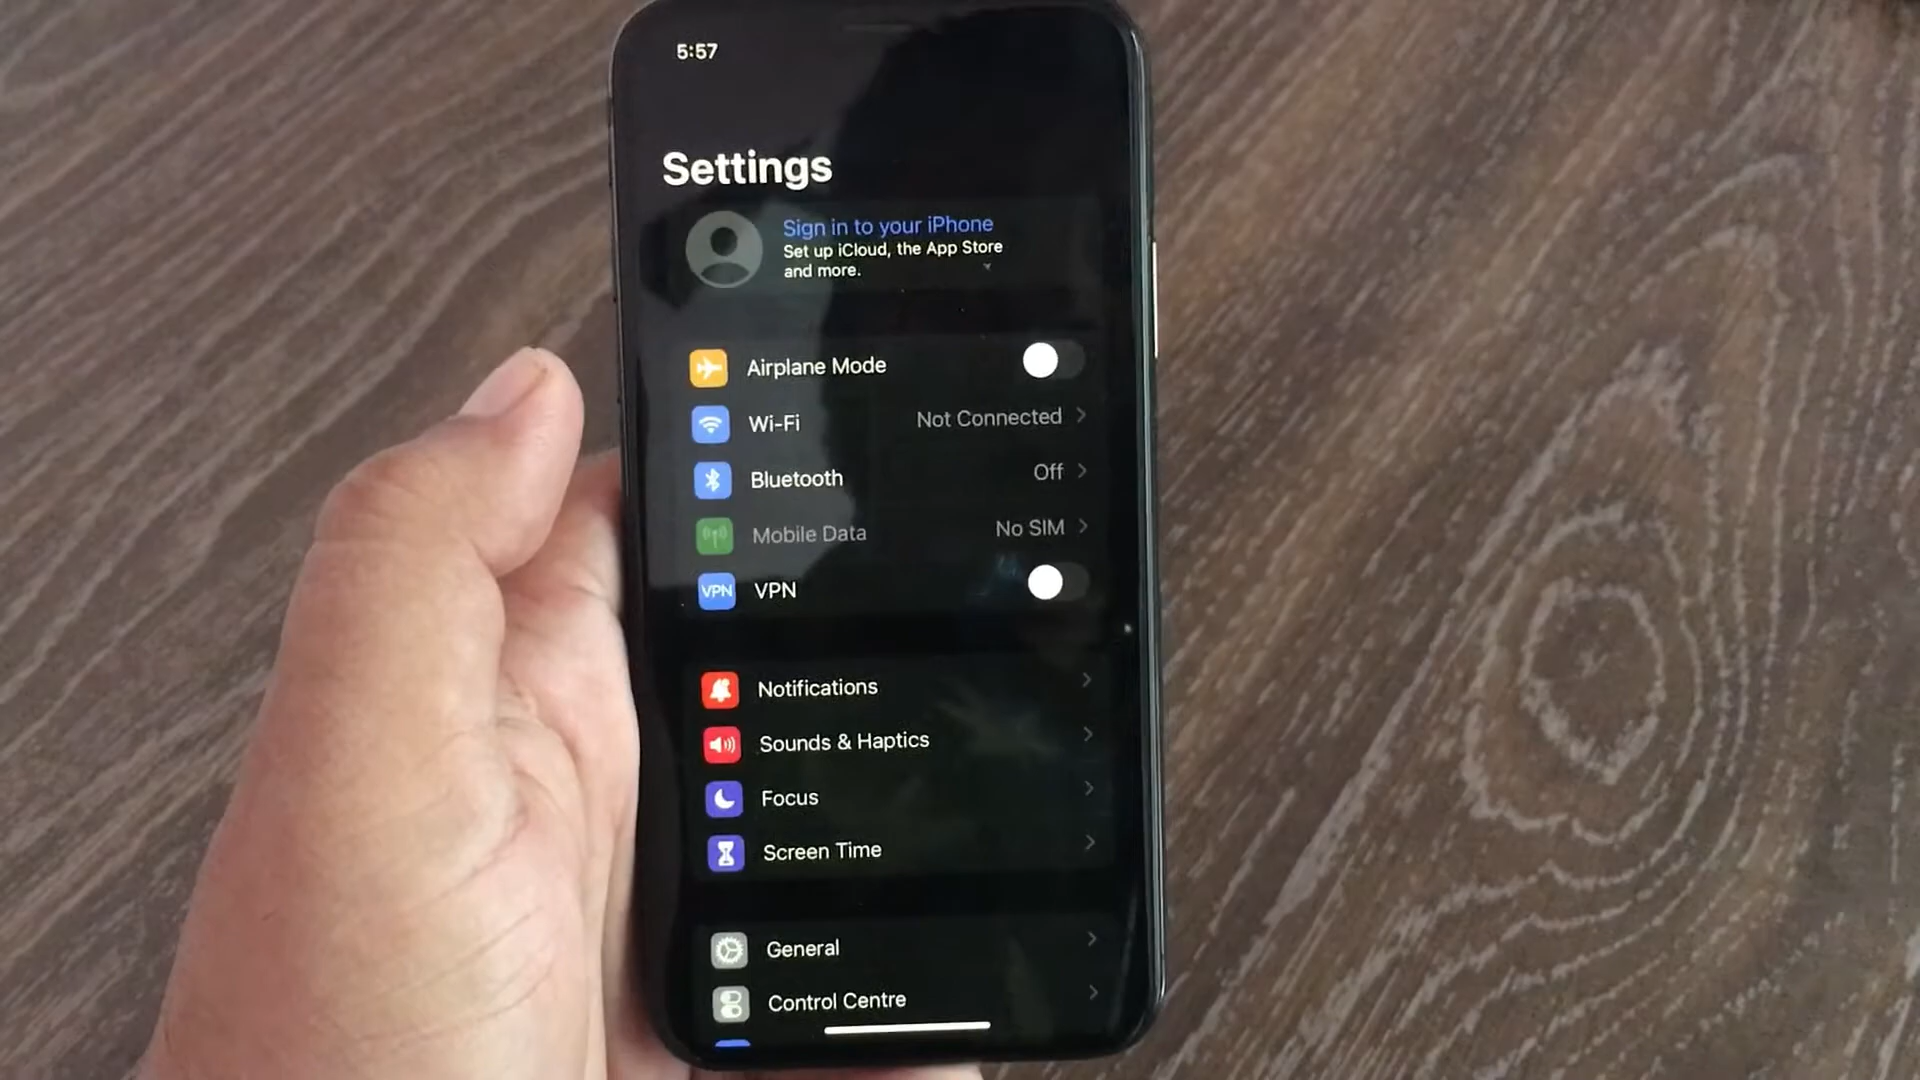 5:57
Settings
Sign in to your iPhone
Set up iCloud, the App Store
and more.
Airplane Mode
Wi-Fi Not Connected
Bluetooth Off
Mobile Data No SIM
VPN VPN
Notifications
Sounds & Haptics
Focus
Screen Time
General
Control Centre